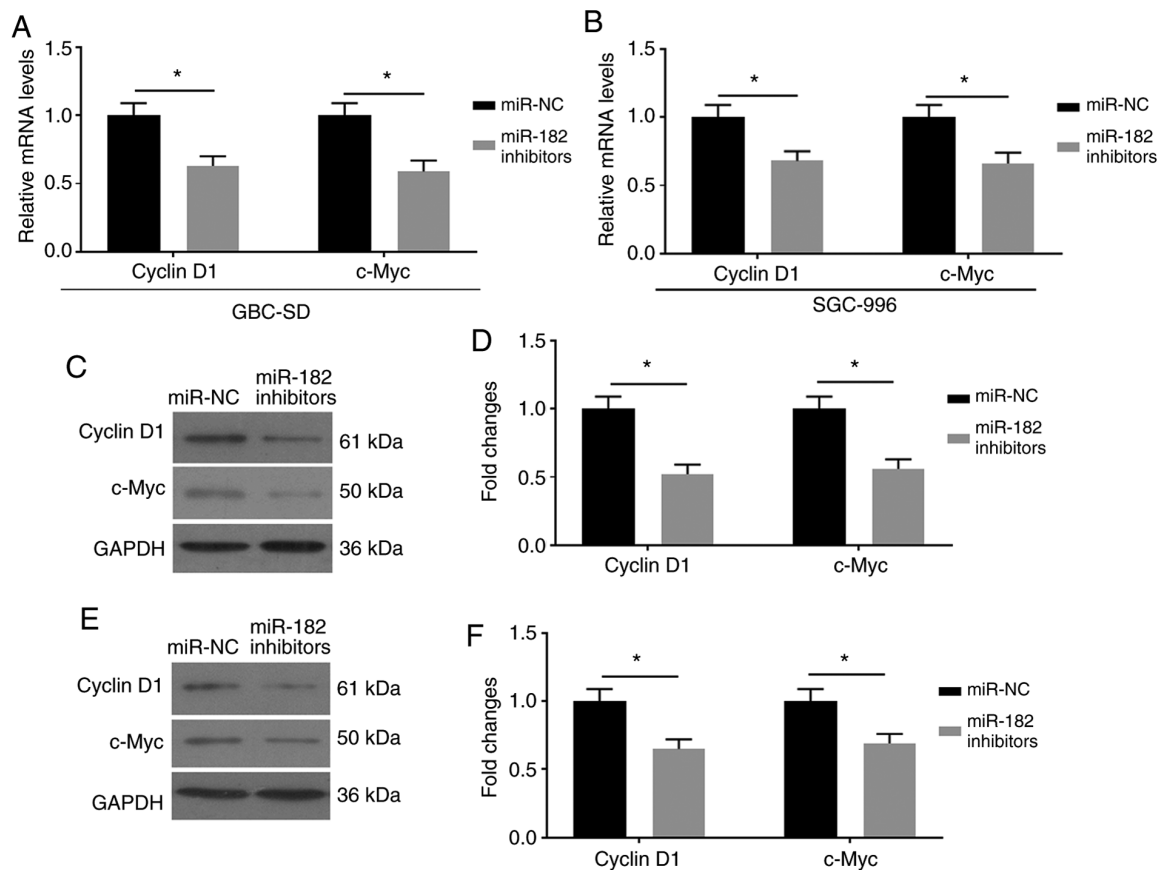 A
Relative mRNA levels
1.5
1.0
0.5
0.0
*
*
miR-NC
miR-182
inhibitors
Cyclin D1
c-Myc
GBC-SD
B
Relative mRNA levels
1.5
1.0
0.5
0.0
*
*
miR-NC
miR-182
inhibitors
Cyclin D1
c-Myc
SGC-996
C
miR-NC
miR-182
inhibitors
Cyclin D1
61 kDa
c-Myc
50 kDa
GAPDH
36 kDa
D
Fold changes
1.5
1.0
0.5
0.0
*
*
miR-NC
miR-182
inhibitors
Cyclin D1
c-Myc
E
miR-NC
miR-182
inhibitors
Cyclin D1
61 kDa
c-Myc
50 kDa
GAPDH
36 kDa
F
Fold changes
1.5
1.0
0.5
0.0
*
*
miR-NC
miR-182
inhibitors
Cyclin D1
c-Myc